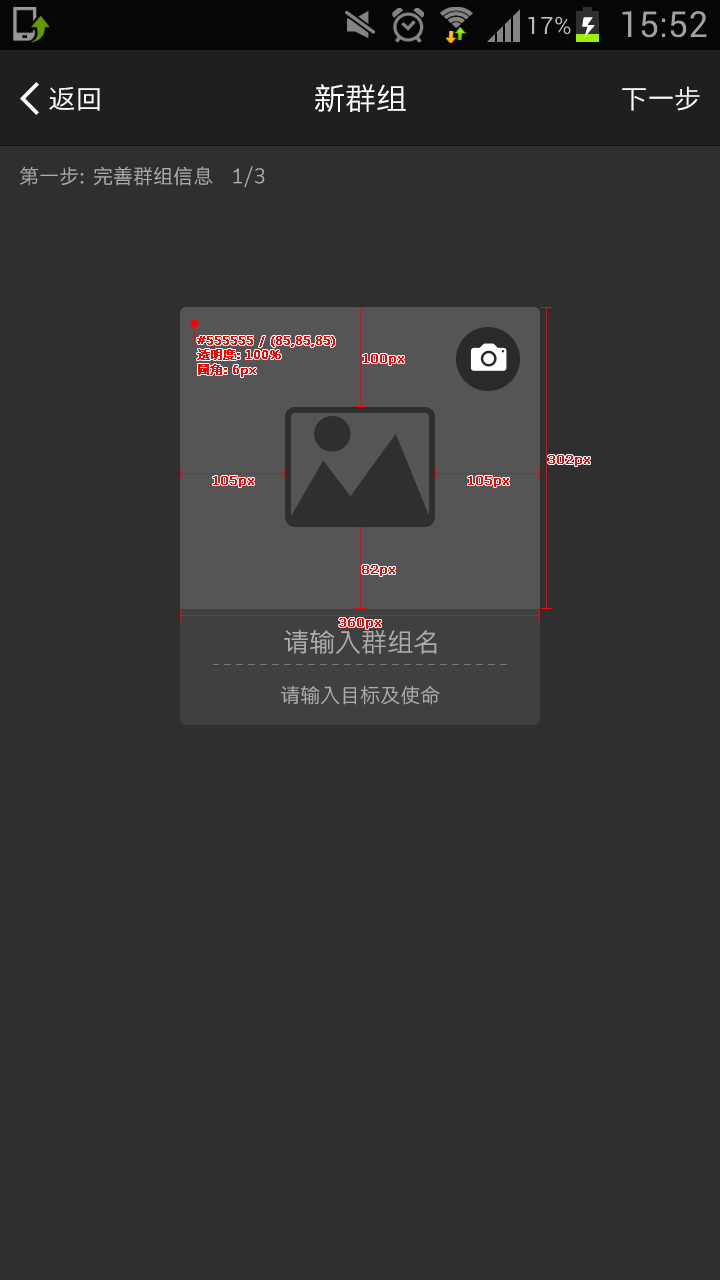 17% 15:52
返回 新群组 下一步
第一步: 完善群组信息 1/3
#555555 / (85,85,85)
透明度: 100%
圆角: 6px
100px
302px
105px 105px
82px
360px
请输入群组名
请输入目标及使命